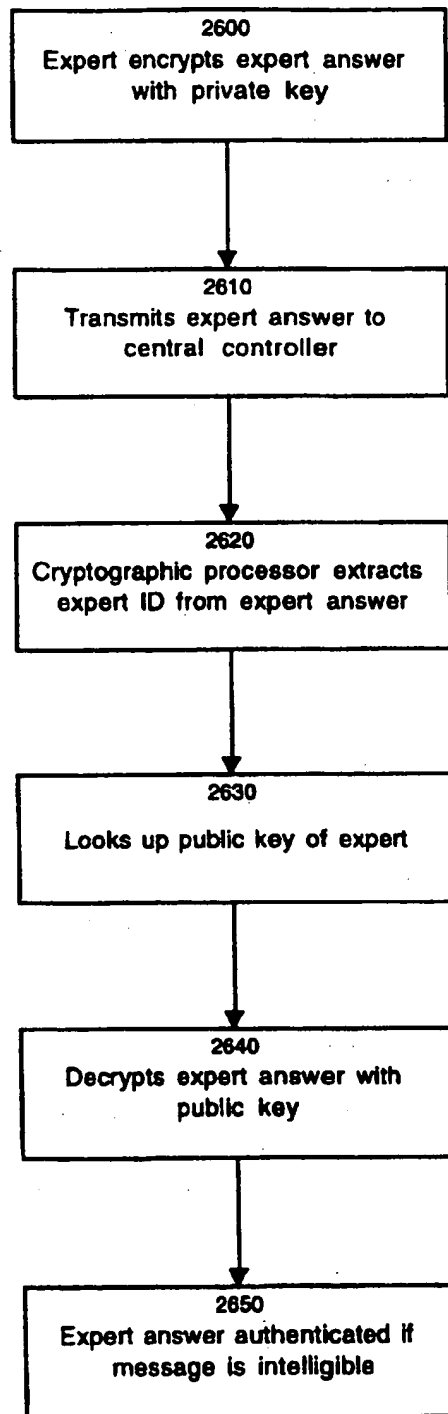 2600
Expert encrypts expert answer
with private key
2610
Transmits expert answer to
central controller
2620
Cryptographic processor extracts
expert ID from expert answer
2630
Looks up public key of expert
2640
Decrypts expert answer with
public key
2650
Expert answer authenticated if
message is intelligible